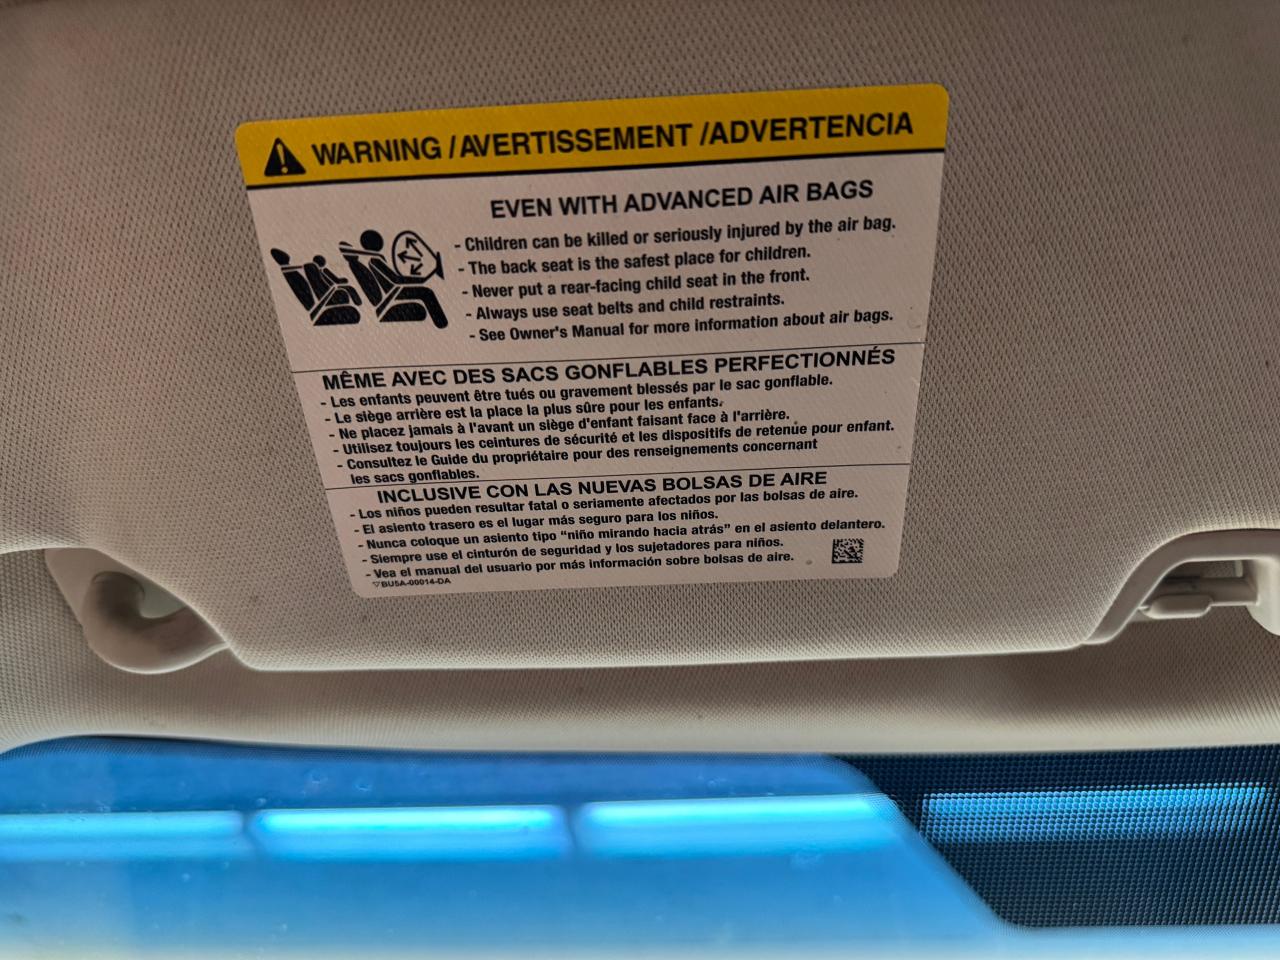 WARNING / AVERTISSEMENT / ADVERTENCIA
EVEN WITH ADVANCED AIR BAGS
- Children can be killed or seriously injured by the air bag.
- The back seat is the safest place for children.
- Never put a rear-facing child seat in the front.
- Always use seat belts and child restraints.
- See Owner's Manual for more information about air bags.
MÊME AVEC DES SACS GONFLABLES PERFECTIONNÉS
- Les enfants peuvent être tués ou gravement blessés par le sac gonflable.
- Le siège arrière est la place la plus sûre pour les enfants.
- Ne placez jamais à l'avant un siège d'enfant faisant face à l'arrière.
- Utilisez toujours les ceintures de sécurité et les dispositifs de retenue pour enfant.
- Consultez le Guide du propriétaire pour des renseignements concernant
les sacs gonflables.
INCLUSIVE CON LAS NUEVAS BOLSAS DE AIRE
- Los niños pueden resultar fatal o seriamente afectados por las bolsas de aire.
- El asiento trasero es el lugar más seguro para los niños.
- Nunca coloque un asiento tipo “niño mirando hacia atrás” en el asiento delantero.
- Siempre use el cinturón de seguridad y los sujetadores para niños.
- Vea el manual del usuario por más información sobre bolsas de aire.
▽BU5A-00014-DA